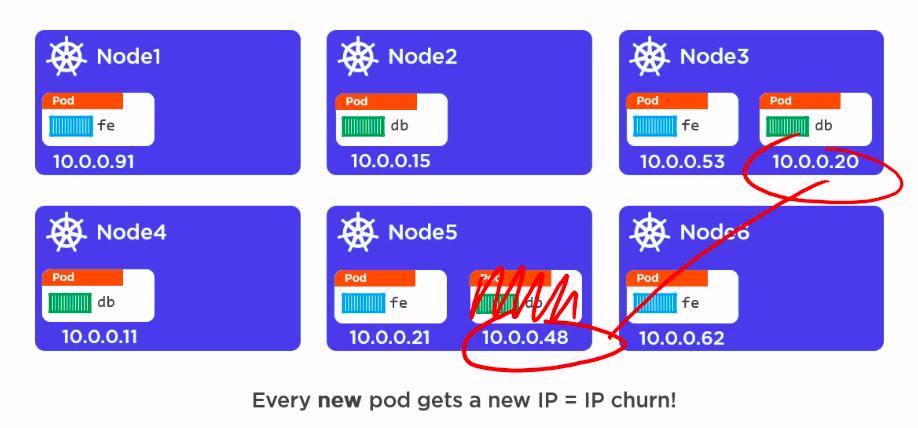 Node1
Node2
Node3
Pod
fe
10.0.0.91
Pod
db
10.0.0.15
Pod
fe
10.0.0.53
Pod
db
10.0.0.20
Node4
Node5
Node6
Pod
db
10.0.0.11
Pod
fe
10.0.0.21
Pod
db
10.0.0.48
Pod
fe
10.0.0.62
Every new pod gets a new IP = IP churn!